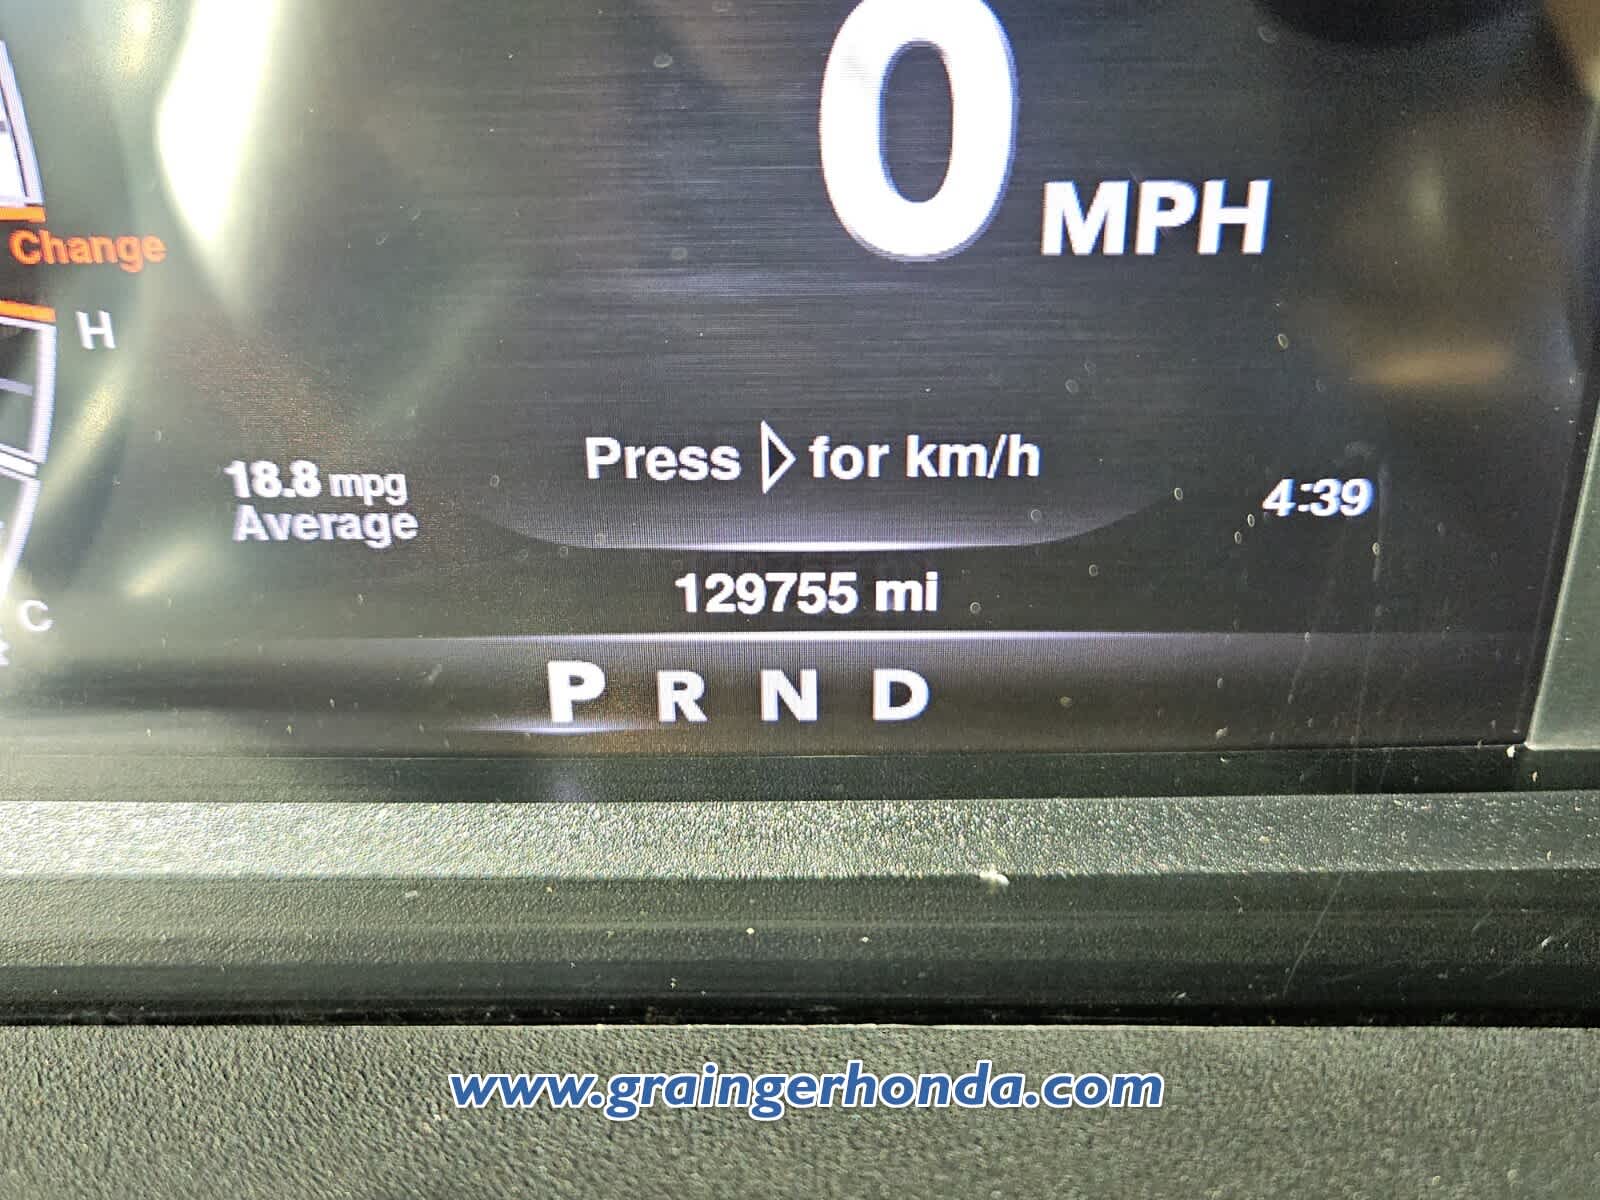 0 MPH
Change
H
Press for km/h
18.8 mpg
Average
4:39
129755 mi
C
P R N D
www.graingerhonda.com